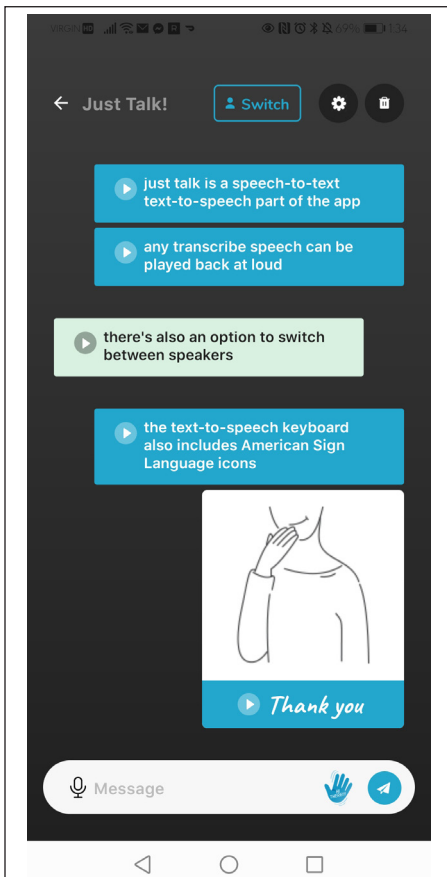 VIRGIN HD 69% 1:34
Just Talk! Switch
just talk is a speech-to-text
text-to-speech part of the app
any transcribe speech can be
played back at loud
there's also an option to switch
between speakers
the text-to-speech keyboard
also includes American Sign
Language icons
Thank you
Message